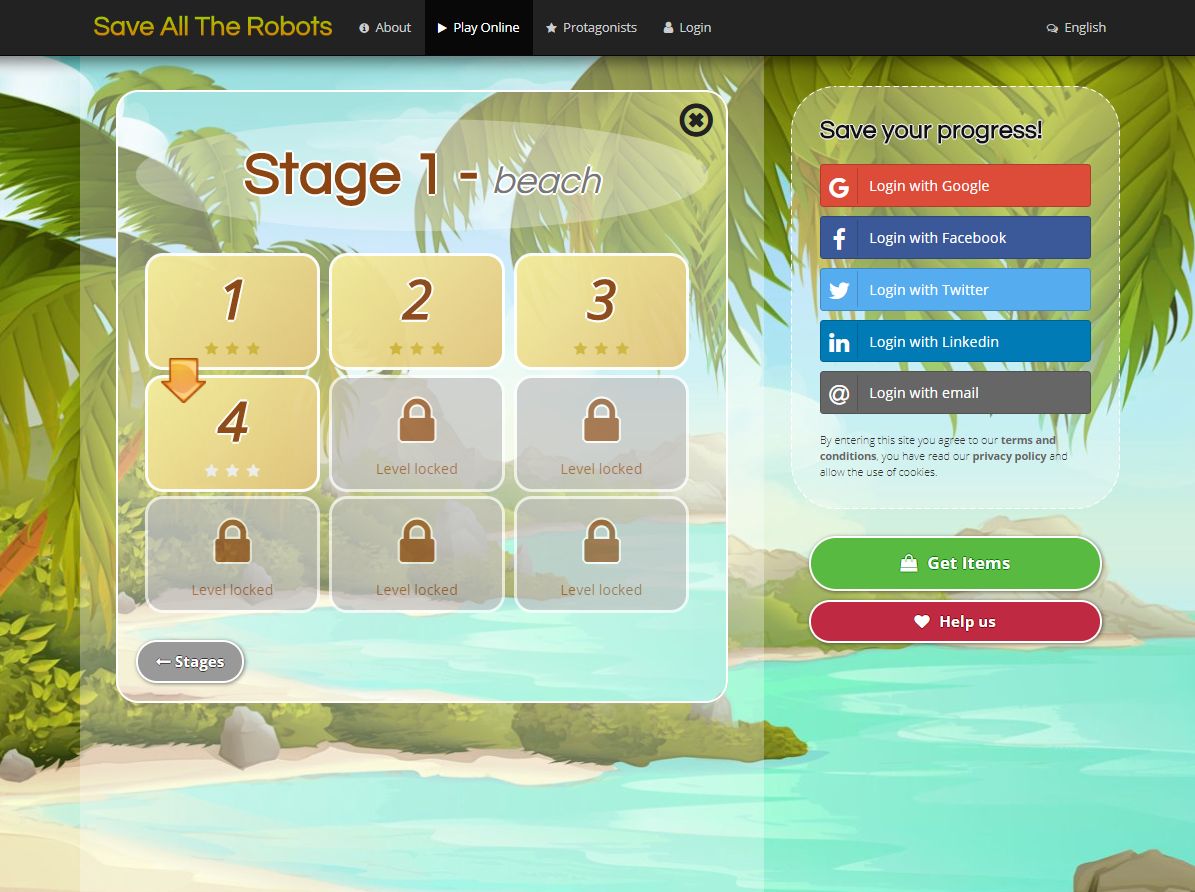 Save All The Robots
About
Play Online
Protagonists
Login
English
Stage 1 - beach
1
2
3
4
Level locked
Level locked
Level locked
Level locked
Level locked
Stages
Save your progress!
Login with Google
Login with Facebook
Login with Twitter
Login with Linkedin
@ Login with email
By entering this site you agree to our terms and
conditions, you have read our privacy policy and
allow the use of cookies.
Get Items
Help us